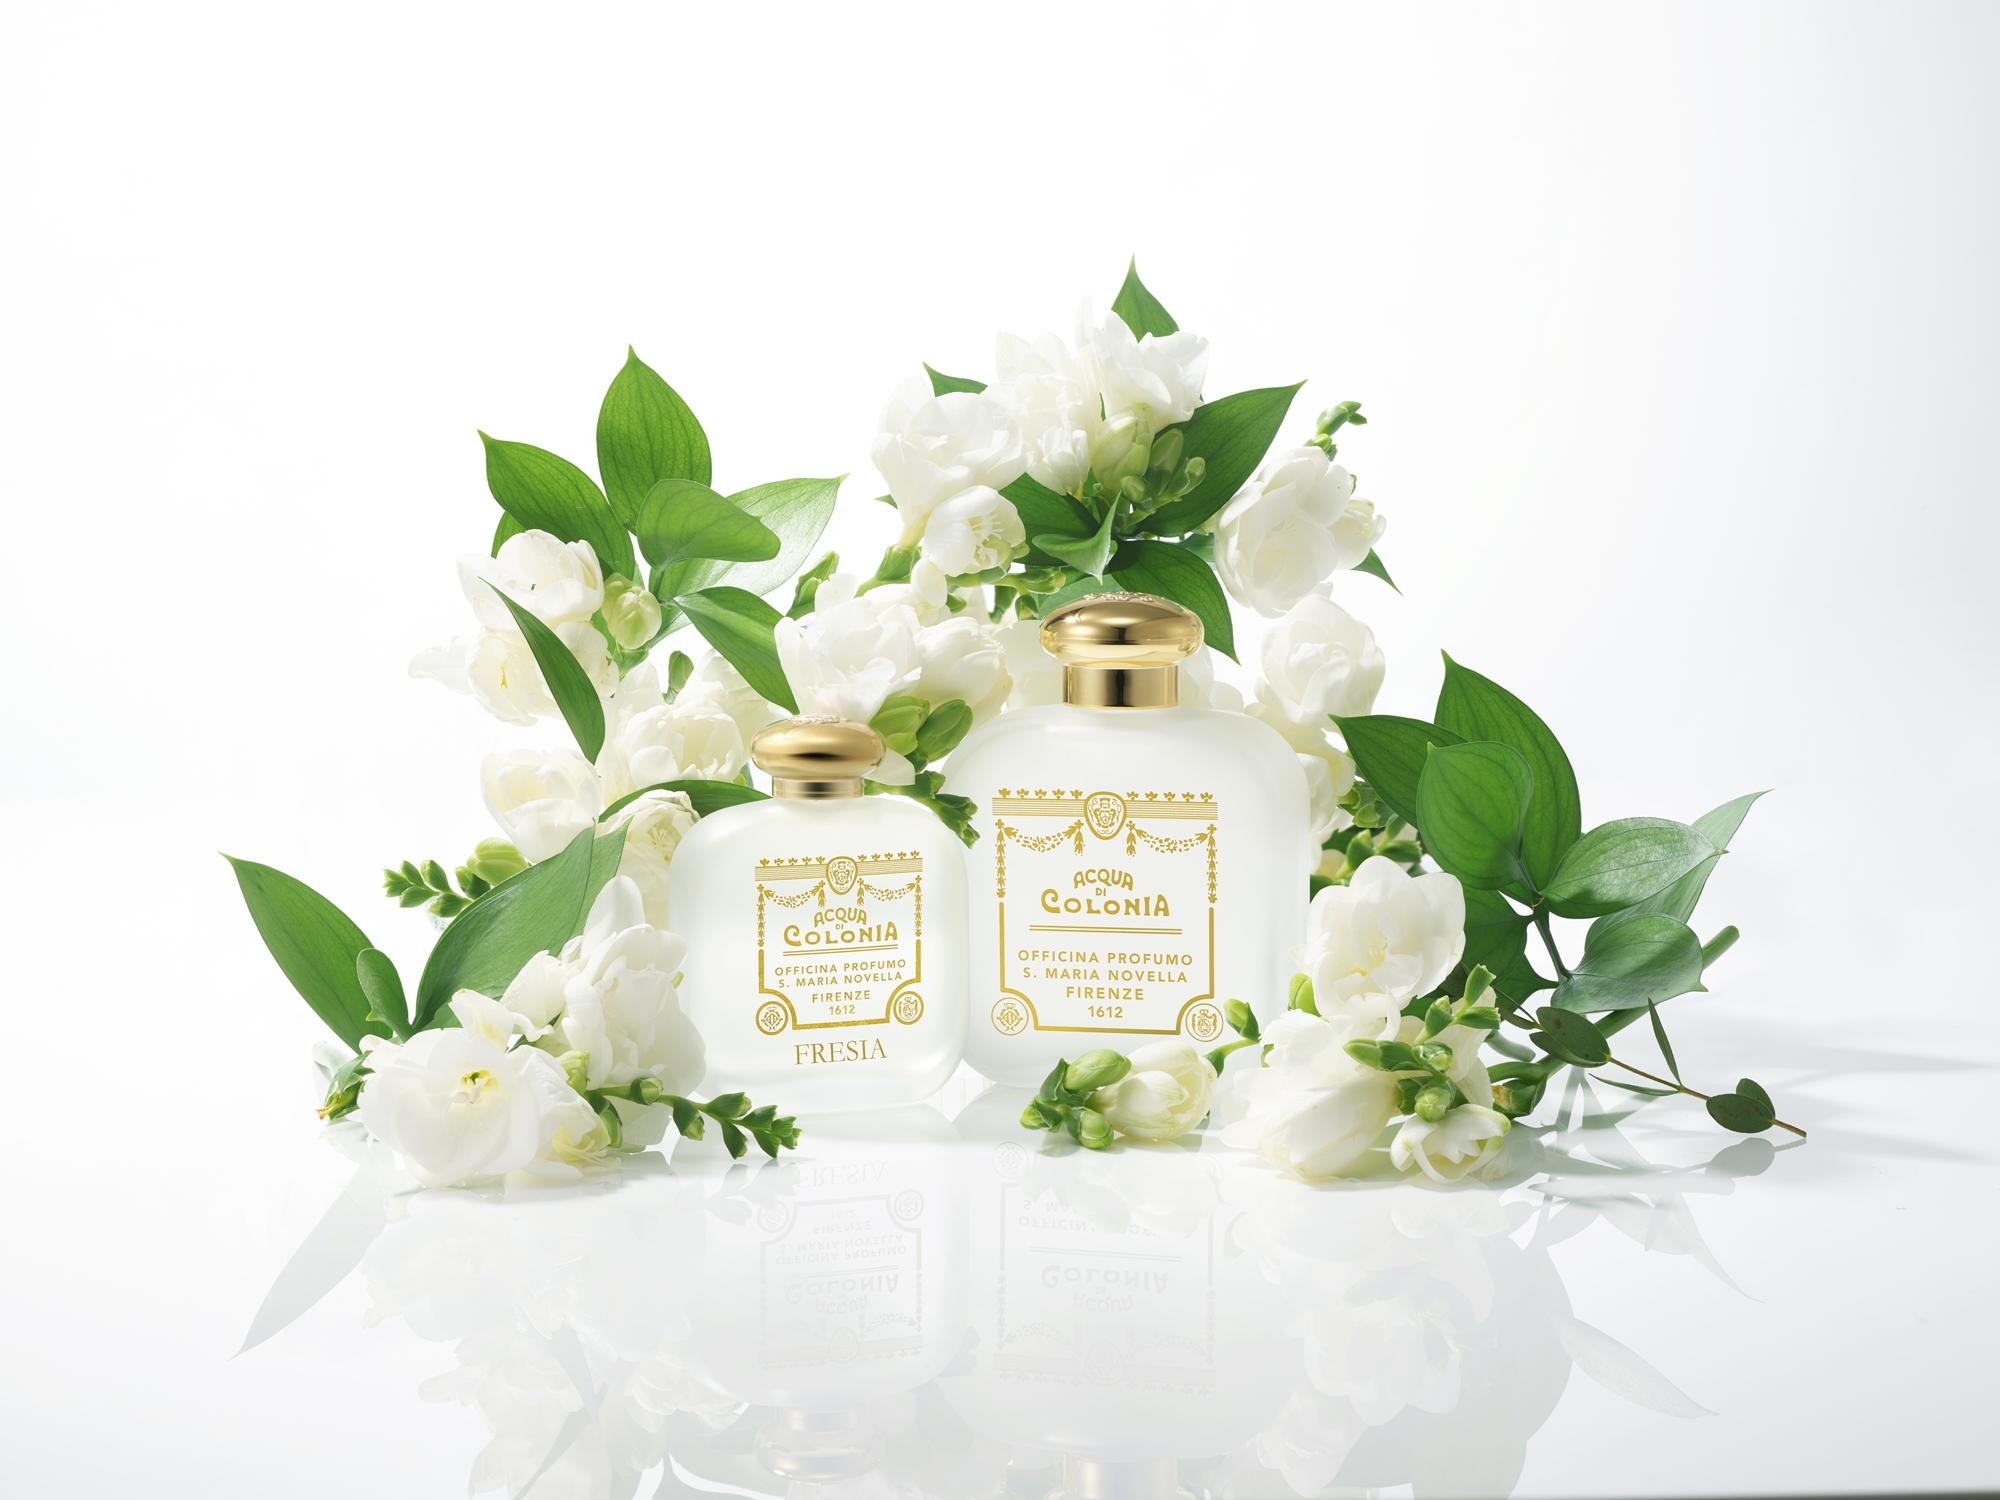 ACQUA
DI
COLONIA
OFFICINA PROFUMO
S. MARIA NOVELLA
FIRENZE
1612
FRESIA
ACQUA
DI
COLONIA
OFFICINA PROFUMO
S. MARIA NOVELLA
FIRENZE
1612